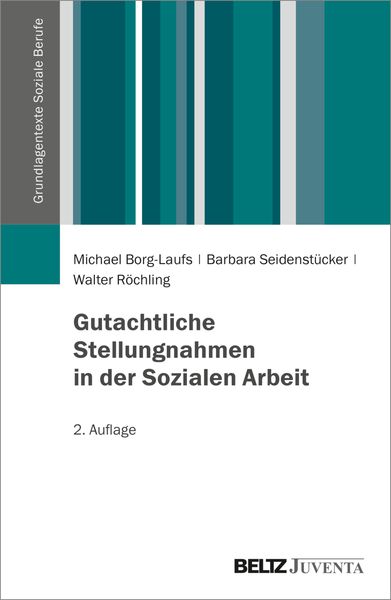 Grundlagentexte Soziale Berufe
Michael Borg-Laufs | Barbara Seidenstücker |
Walter Röchling
Gutachtliche
Stellungnahmen
in der Sozialen Arbeit
2. Auflage
BELTZ JUVENTA